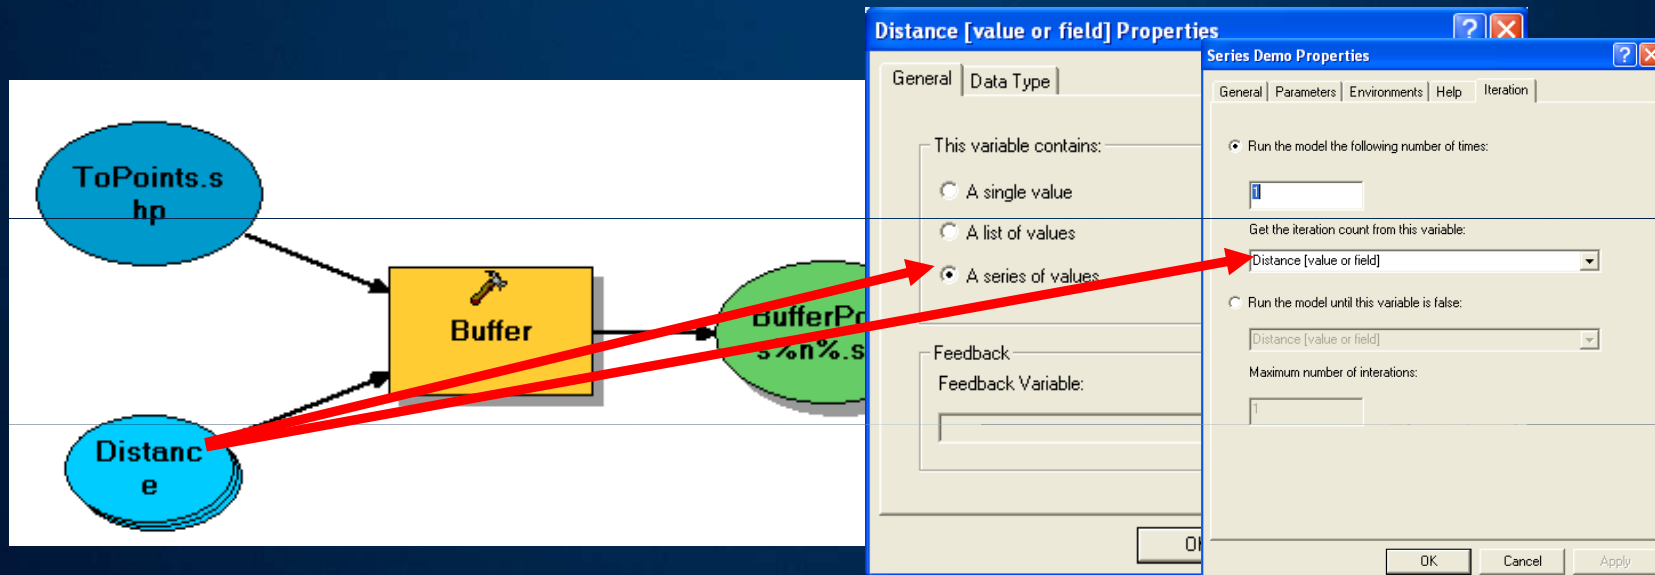 ToPoints.s
hp
Buffer
Distanc
e
BufferPo
s%n%.s
Distance [value or field] Properties
General Data Type
This variable contains:
A single value
A list of values
A series of values
Feedback
Feedback Variable:
Series Demo Properties
General Parameters Environments Help Iteration
Run the model the following number of times:
1
Get the iteration count from this variable:
Distance [value or field]
Run the model until this variable is false:
Distance [value or field]
Maximum number of interations:
1
OK Cancel Apply